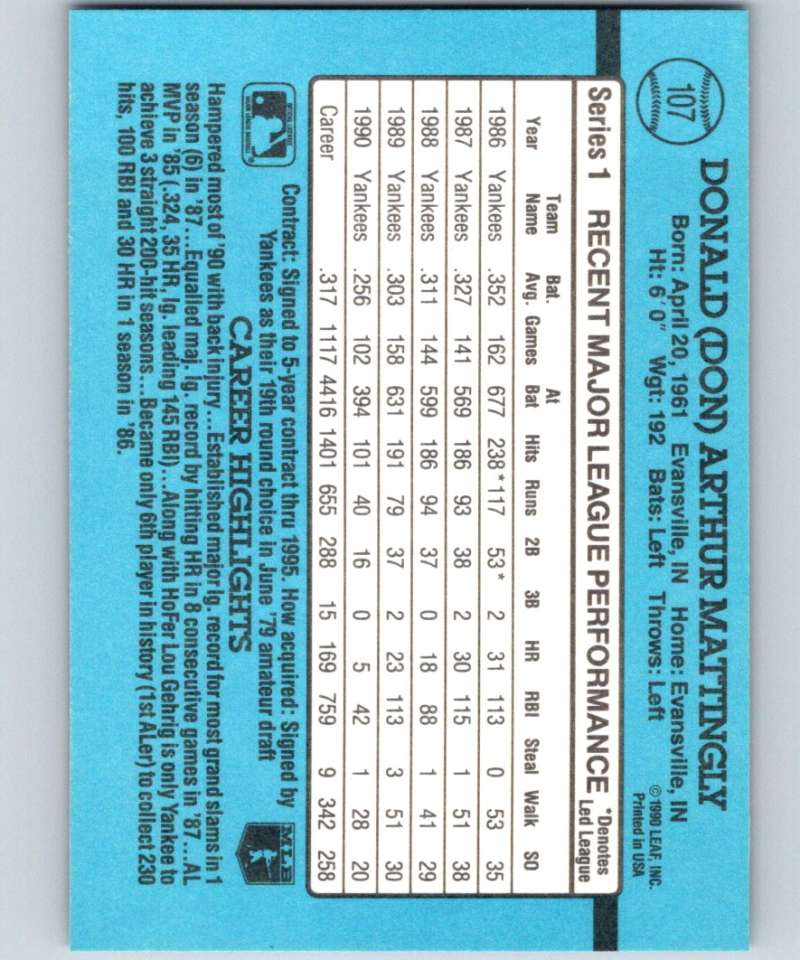 107
DONALD (DON) ARTHUR MATTINGLY
Born: April 20, 1961 Evansville, IN Home: Evansville, IN
Ht: 6´0˝ Wgt: 192 Bats: Left Throws: Left
© 1990 LEAF, INC.
Printed in USA
Series 1 RECENT MAJOR LEAGUE PERFORMANCE *Denotes Led League
Year Team Name Bat. Avg. Games At Bat Hits Runs 2B 3B HR RBI Steal Walk SO
1986 Yankees .352 162 677 238* 117 53* 2 31 113 0 53 35
1987 Yankees .327 141 569 186 93 38 2 30 115 1 51 38
1988 Yankees .311 144 599 186 94 37 0 18 88 1 41 29
1989 Yankees .303 158 631 191 79 37 2 23 113 3 51 30
1990 Yankees .256 102 394 101 40 16 0 5 42 1 28 20
Career .317 1117 4416 1401 655 288 15 169 759 9 342 258
Contract: Signed to 5-year contract thru 1995. How acquired: Signed by
Yankees as their 19th round choice in June '79 amateur draft
MLB
CAREER HIGHLIGHTS
Hampered most of '90 with back injury...Established major lg. record for most grand slams in 1
season (6) in '87...Equalled maj. lg. record by hitting HR in 8 consecutive games in '87...AL
MVP in '85 (.324, 35 HR, lg. leading 145 RBI)...Along with HoFer Lou Gehrig is only Yankee to
achieve 3 straight 200-hit seasons...Became only 6th player in history (1st ALer) to collect 230
hits, 100 RBI and 30 HR in 1 season in '86.